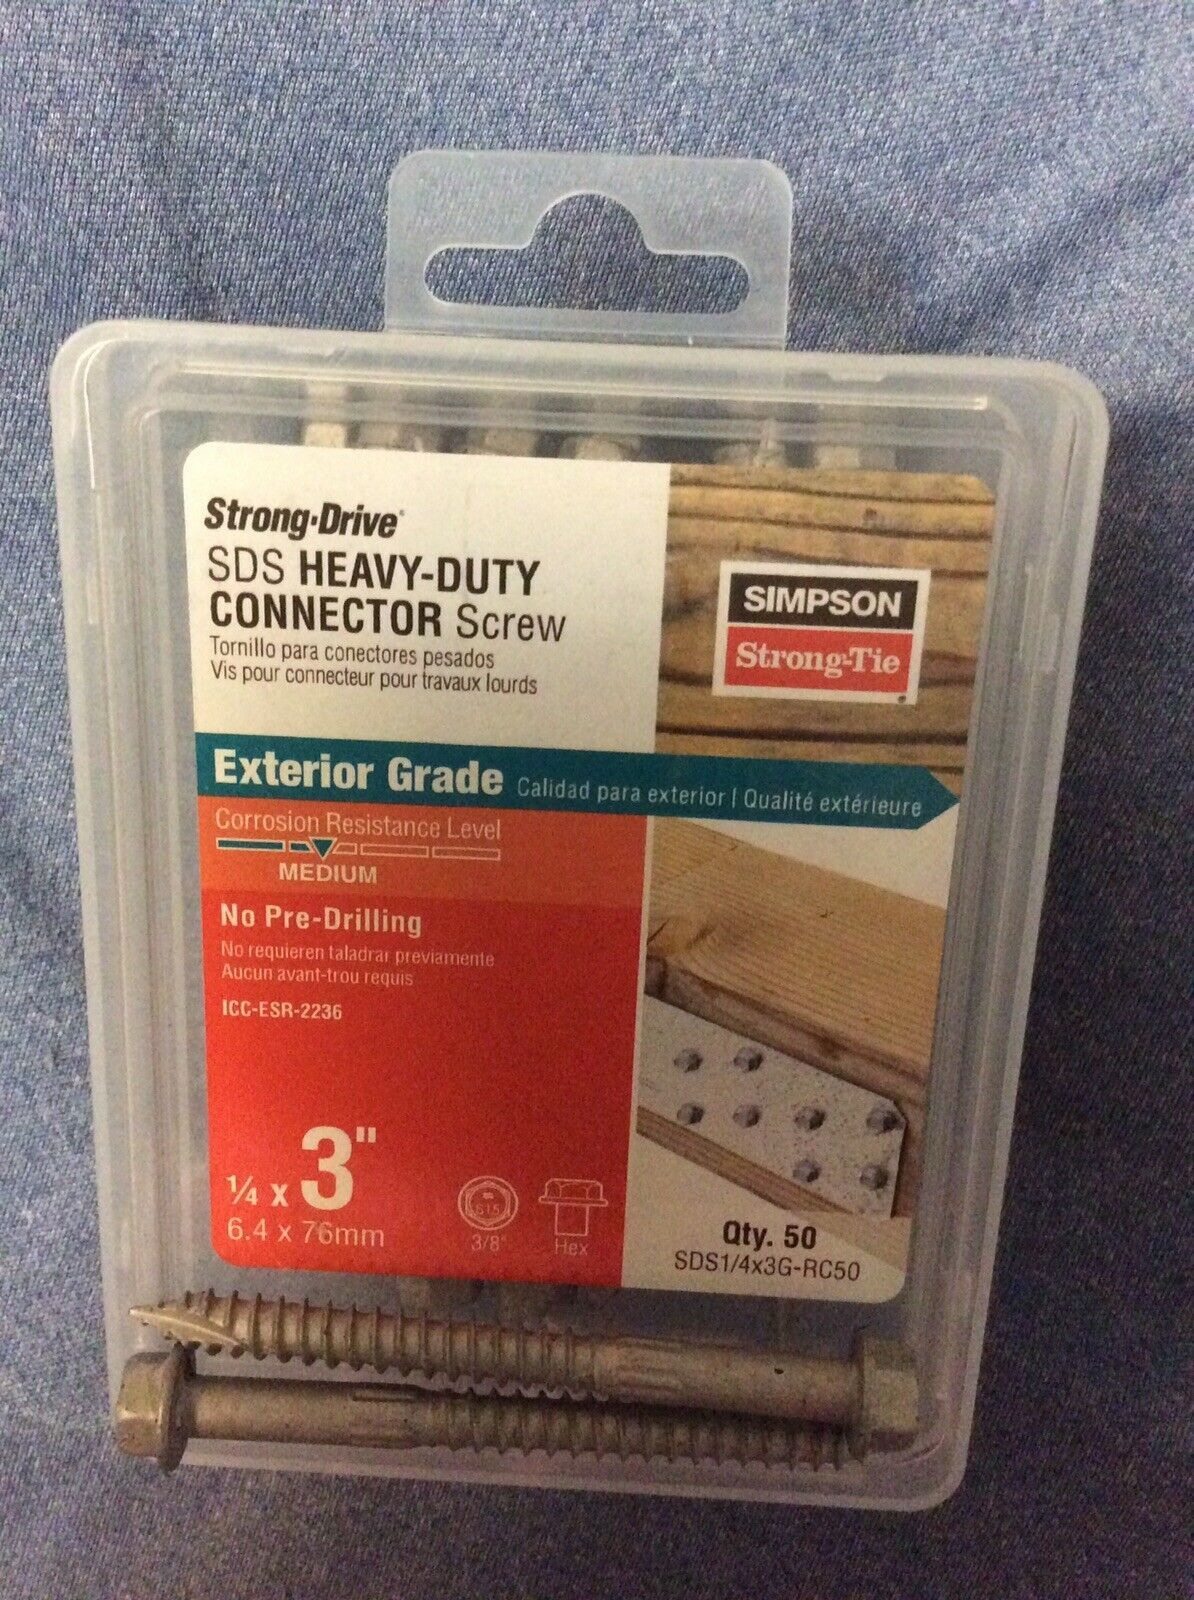 Strong-Drive®
SDS HEAVY-DUTY
CONNECTOR Screw
Tornillo para conectores pesados
Vis pour connecteur pour travaux lourds
SIMPSON
Strong-Tie
Exterior Grade Calidad para exterior | Qualité extérieure
Corrosion Resistance Level
MEDIUM
No Pre-Drilling
No requieren taladrar previamente
Aucun avant-trou requis
ICC-ESR-2236
1/4 x 3"
6.4 x 76mm
3/8"
Hex
Qty. 50
SDS1/4x3G-RC50